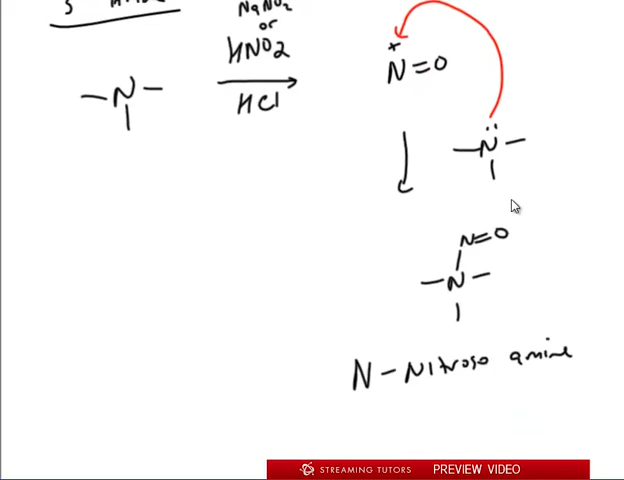 NaNO2
or
HNO2
HCl
N
+
N=O
N
N=O
N
N-Nitroso amine
STREAMING TUTORS PREVIEW VIDEO